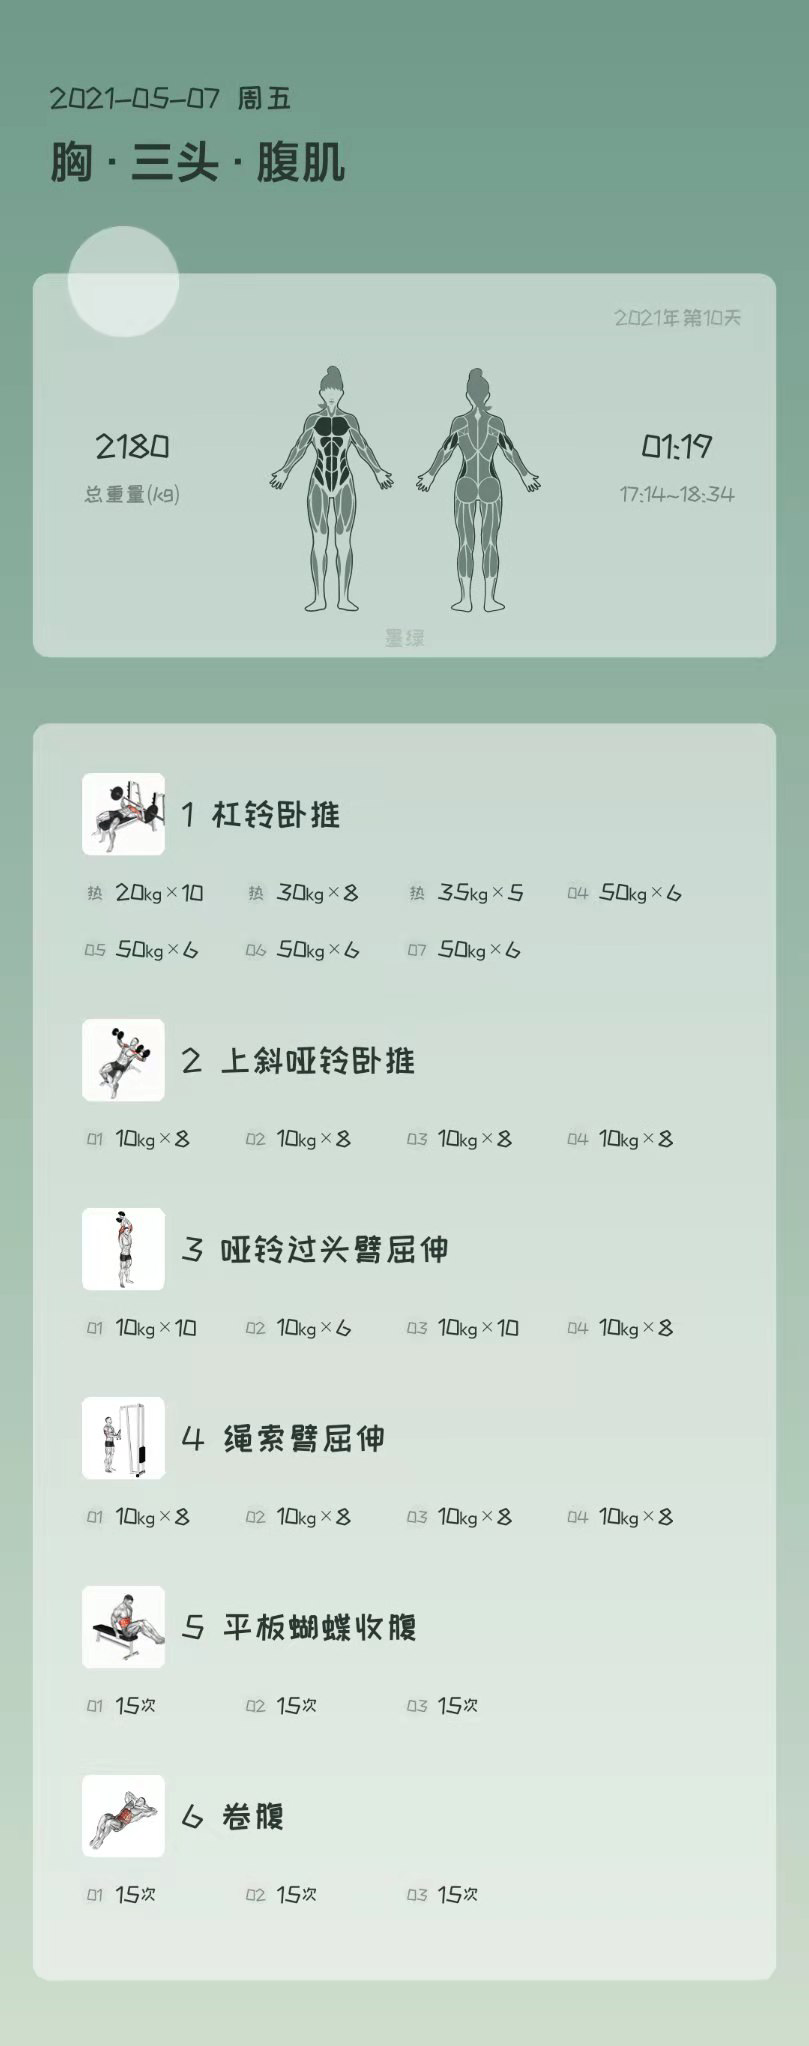 2021-05-07 周五
胸·三头·腹肌
2021年第10天
2180
总重量(kg)
01:19
17:14~18:34
墨绿
1 杠铃卧推
热 20kg×10 热 30kg×8 热 35kg×5 04 50kg×6
05 50kg×6 06 50kg×6 07 50kg×6
2 上斜哑铃卧推
01 10kg×8 02 10kg×8 03 10kg×8 04 10kg×8
3 哑铃过头臂屈伸
01 10kg×10 02 10kg×6 03 10kg×10 04 10kg×8
4 绳索臂屈伸
01 10kg×8 02 10kg×8 03 10kg×8 04 10kg×8
5 平板蝴蝶收腹
01 15次 02 15次 03 15次
6 卷腹
01 15次 02 15次 03 15次